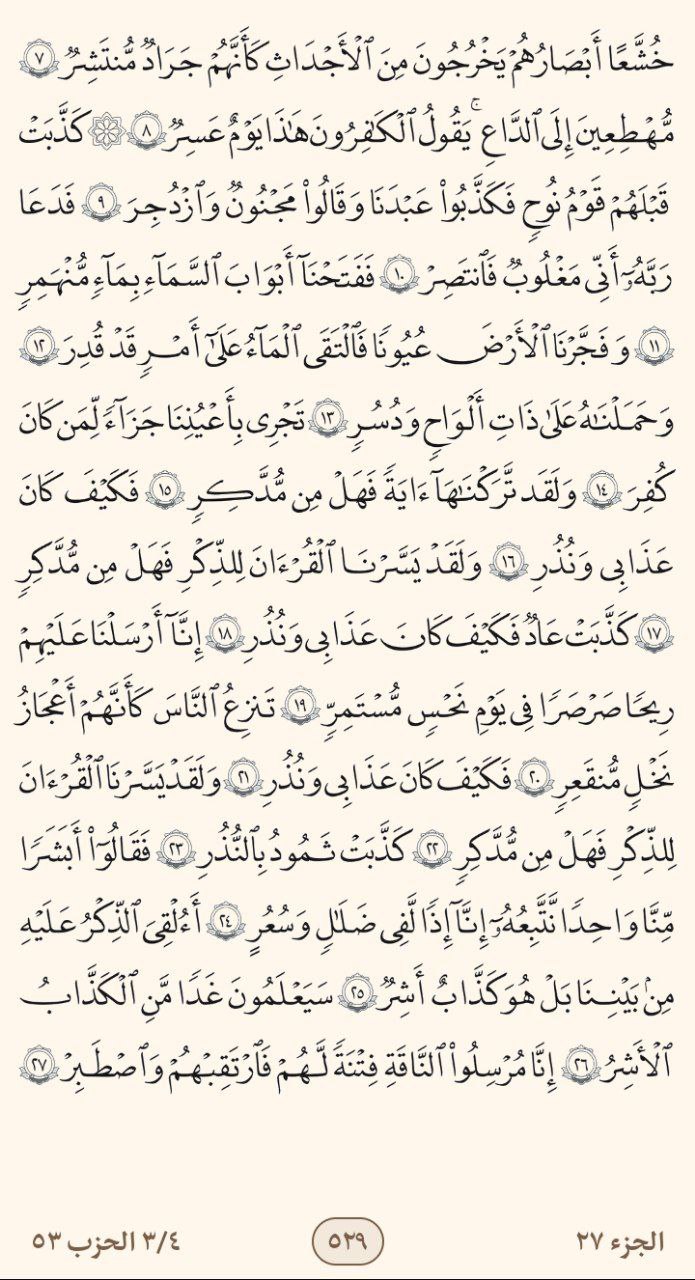 خُشَّعًا أَبْصَٰرُهُمْ يَخْرُجُونَ مِنَ ٱلْأَجْدَاثِ كَأَنَّهُمْ جَرَادٌ مُّنتَشِرٌ ٧
مُّهْطِعِينَ إِلَى ٱلدَّاعِ ۖ يَقُولُ ٱلْكَٰفِرُونَ هَٰذَا يَوْمٌ عَسِرٌ ٨ ۞ كَذَّبَتْ
قَبْلَهُمْ قَوْمُ نُوحٍ فَكَذَّبُوا۟ عَبْدَنَا وَقَالُوا۟ مَجْنُونٌ وَٱزْدُجِرَ ٩ فَدَعَا
رَبَّهُۥٓ أَنِّى مَغْلُوبٌ فَٱنتَصِرْ ١٠ فَفَتَحْنَآ أَبْوَٰبَ ٱلسَّمَآءِ بِمَآءٍ مُّنْهَمِرٍ
١١ وَفَجَّرْنَا ٱلْأَرْضَ عُيُونًا فَٱلْتَقَى ٱلْمَآءُ عَلَىٰٓ أَمْرٍ قَدْ قُدِرَ ١٢
وَحَمَلْنَٰهُ عَلَىٰ ذَاتِ أَلْوَٰحٍ وَدُسُرٍ ١٣ تَجْرِى بِأَعْيُنِنَا جَزَآءً لِّمَن كَانَ
كُفِرَ ١٤ وَلَقَد تَّرَكْنَٰهَآ ءَايَةً فَهَلْ مِن مُّدَّكِرٍ ١٥ فَكَيْفَ كَانَ
عَذَابِى وَنُذُرِ ١٦ وَلَقَدْ يَسَّرْنَا ٱلْقُرْءَانَ لِلذِّكْرِ فَهَلْ مِن مُّدَّكِرٍ
١٧ كَذَّبَتْ عَادٌ فَكَيْفَ كَانَ عَذَابِى وَنُذُرِ ١٨ إِنَّآ أَرْسَلْنَا عَلَيْهِمْ
رِيحًا صَرْصَرًا فِى يَوْمِ نَحْسٍ مُّسْتَمِرٍّ ١٩ تَنزِعُ ٱلنَّاسَ كَأَنَّهُمْ أَعْجَازُ
نَخْلٍ مُّنقَعِرٍ ٢٠ فَكَيْفَ كَانَ عَذَابِى وَنُذُرِ ٢١ وَلَقَدْ يَسَّرْنَا ٱلْقُرْءَانَ
لِلذِّكْرِ فَهَلْ مِن مُّدَّكِرٍ ٢٢ كَذَّبَتْ ثَمُودُ بِٱلنُّذُرِ ٢٣ فَقَالُوٓا۟ أَبَشَرًا
مِّنَّا وَٰحِدًا نَّتَّبِعُهُۥٓ إِنَّآ إِذًا لَّفِى ضَلَٰلٍ وَسُعُرٍ ٢٤ أَءُلْقِىَ ٱلذِّكْرُ عَلَيْهِ
مِنۢ بَيْنِنَا بَلْ هُوَ كَذَّابٌ أَشِرٌ ٢٥ سَيَعْلَمُونَ غَدًا مَّنِ ٱلْكَذَّابُ
ٱلْأَشِرُ ٢٦ إِنَّا مُرْسِلُوا۟ ٱلنَّاقَةِ فِتْنَةً لَّهُمْ فَٱرْتَقِبْهُمْ وَٱصْطَبِرْ ٢٧
الجزء ٢٧
٥٢٩
٣/٤ الحزب ٥٣